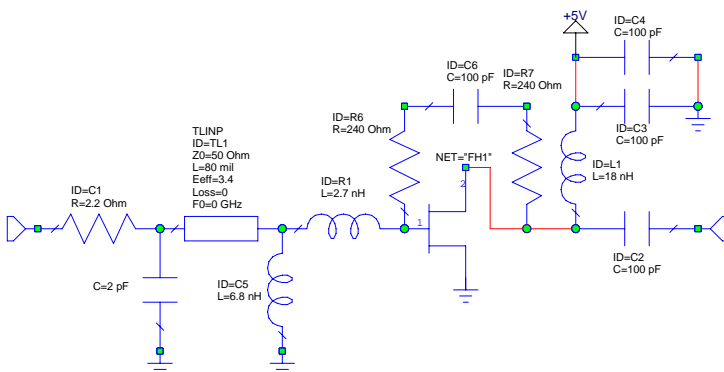 +5V
ID=C4
C=100 pF
ID=C6
C=100 pF
ID=R7
R=240 Ohm
ID=R6
R=240 Ohm
ID=C3
C=100 pF
TLINP
ID=TL1
Z0=50 Ohm
L=80 mil
Eeff=3.4
Loss=0
F0=0 GHz
NET="FH1"
2
1
ID=L1
L=18 nH
ID=C1
R=2.2 Ohm
ID=R1
L=2.7 nH
C=2 pF
ID=C5
L=6.8 nH
ID=C2
C=100 pF